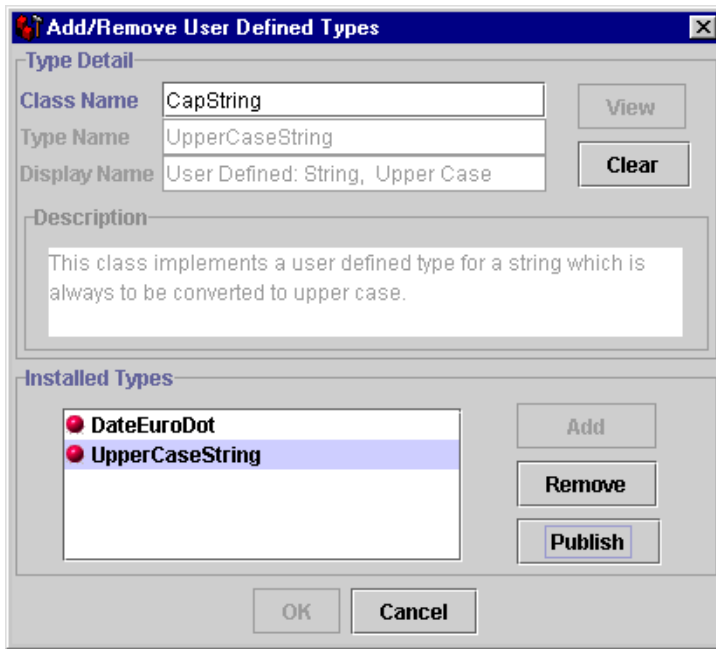 Add/Remove User Defined Types
Type Detail
Class Name CapString View
Type Name UpperCaseString
Display Name User Defined: String, Upper Case Clear
Description
This class implements a user defined type for a string which is
always to be converted to upper case.
Installed Types
DateEuroDot Add
UpperCaseString
Remove
Publish
OK Cancel